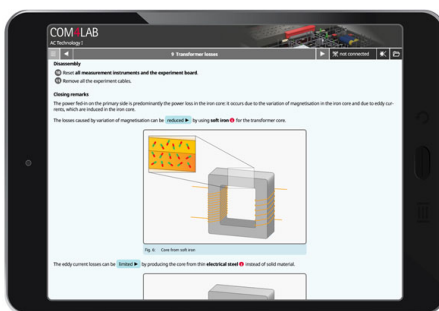 COM4LAB
AC Technology I
9 Transformer losses
not connected
Disassembly
Reset all measurement instruments and the experiment board.
Remove all the experiment cables.
Closing remarks
The power fed in on the primary side is predominantly the power loss in the iron core; it occurs due to the variation of magnetisation in the iron core and due to eddy cur-
rents, which are induced in the iron core.
The losses caused by variation of magnetisation can be reduced ▶ by using soft iron for the transformer core.
Fig. 6: Core from soft iron
The eddy current losses can be limited ▶ by producing the core from thin electrical steel instead of solid material.